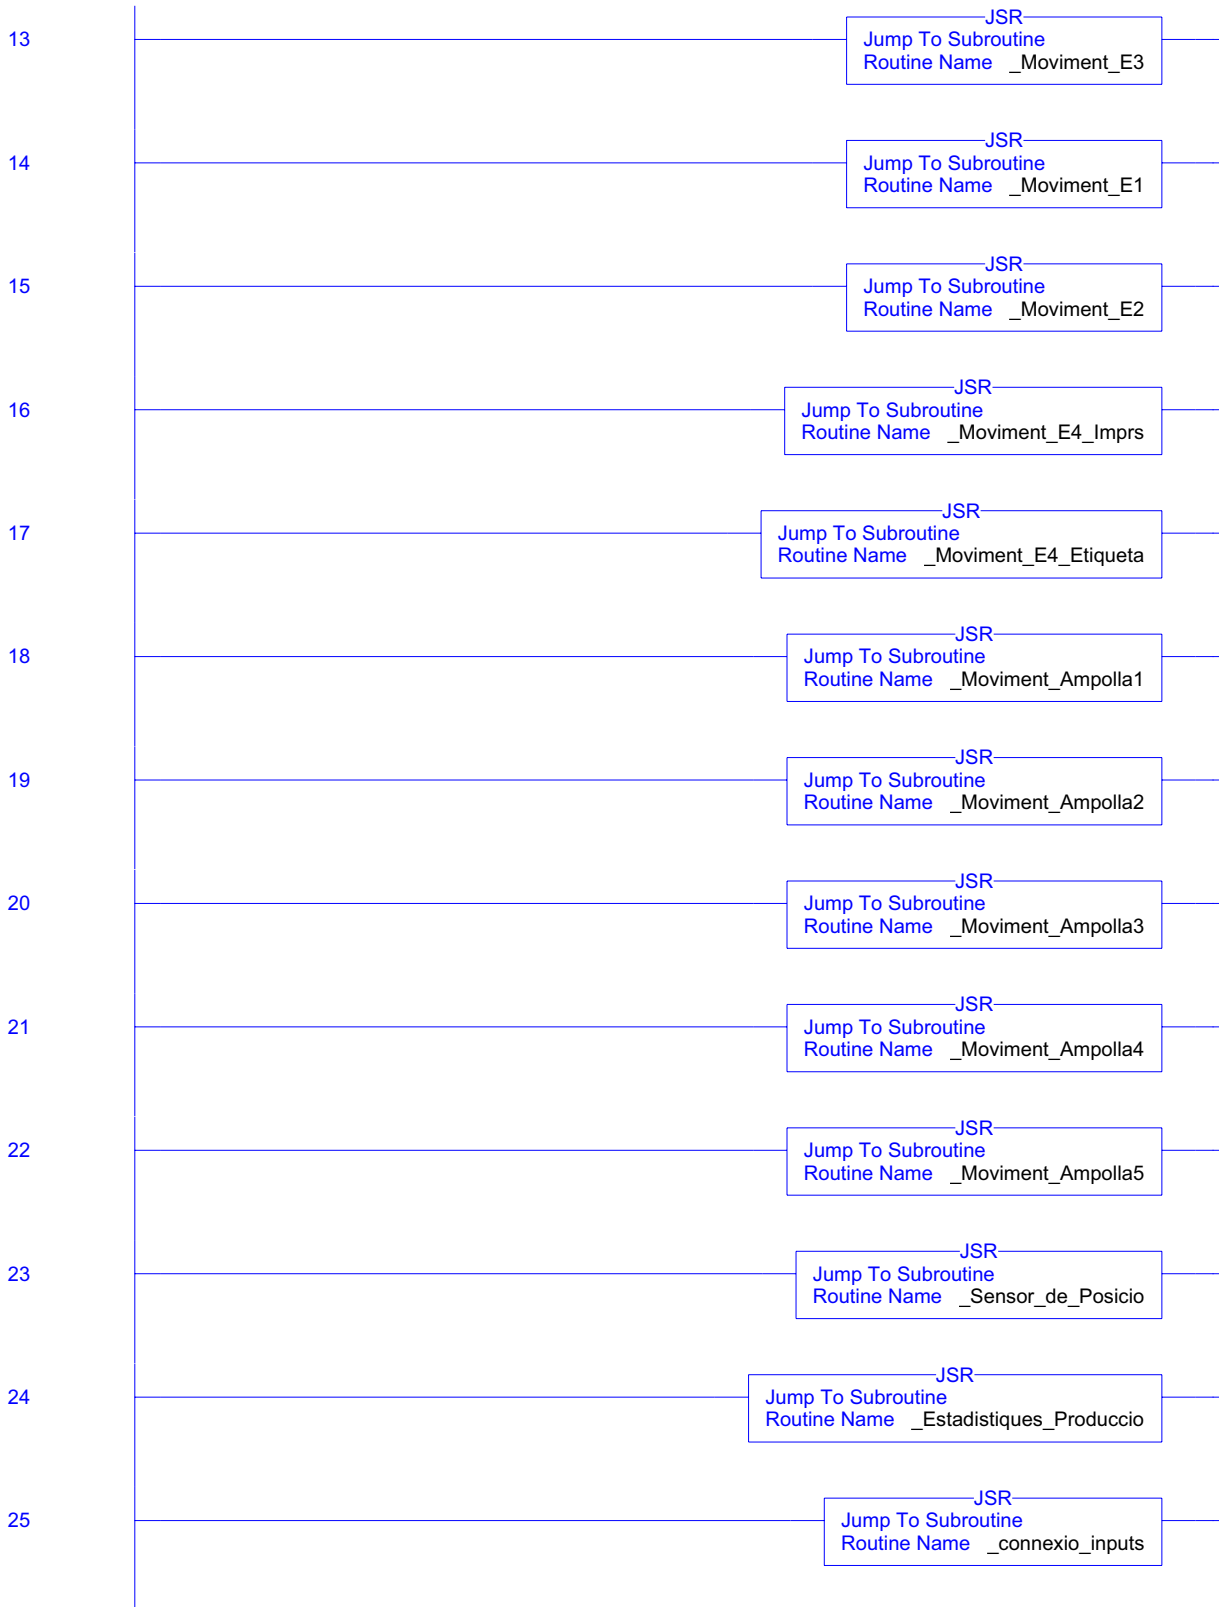 JSR
13
Jump To Subroutine
Routine Name _Moviment_E3
JSR
14
Jump To Subroutine
Routine Name _Moviment_E1
JSR
15
Jump To Subroutine
Routine Name _Moviment_E2
JSR
16
Jump To Subroutine
Routine Name _Moviment_E4_Imprs
JSR
17
Jump To Subroutine
Routine Name _Moviment_E4_Etiqueta
JSR
18
Jump To Subroutine
Routine Name _Moviment_Ampolla1
JSR
19
Jump To Subroutine
Routine Name _Moviment_Ampolla2
JSR
20
Jump To Subroutine
Routine Name _Moviment_Ampolla3
JSR
21
Jump To Subroutine
Routine Name _Moviment_Ampolla4
JSR
22
Jump To Subroutine
Routine Name _Moviment_Ampolla5
JSR
23
Jump To Subroutine
Routine Name _Sensor_de_Posicio
JSR
24
Jump To Subroutine
Routine Name _Estadistiques_Produccio
JSR
25
Jump To Subroutine
Routine Name _connexio_inputs